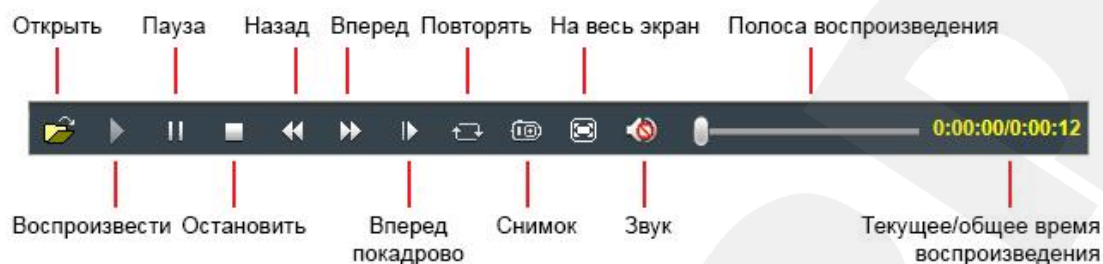 Открыть Пауза Назад Вперед Повторять На весь экран Полоса воспроизведения
0:00:00/0:00:12
Воспроизвести Остановить Вперед покадрово Снимок Звук Текущее/общее время воспроизведения